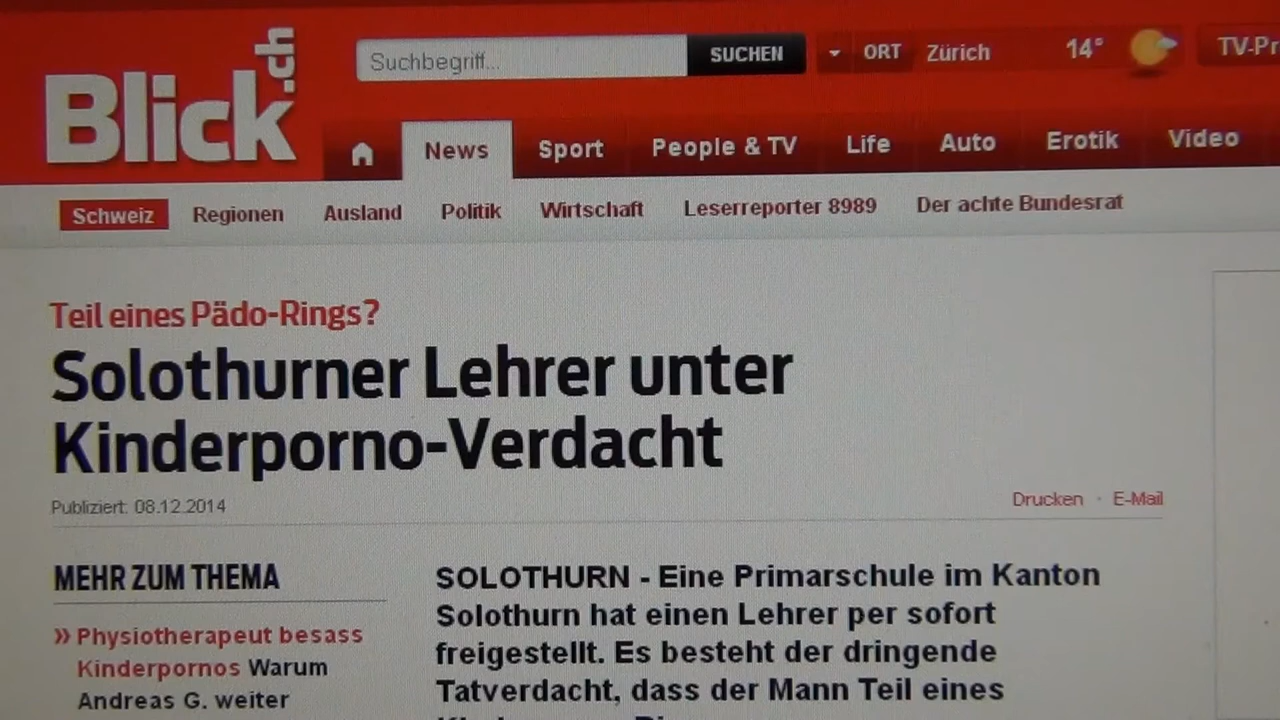 Blick.ch
Suchbegriff...
SUCHEN
ORT Zürich
14°
TV-Pr
News Sport People & TV Life Auto Erotik Video
Schweiz Regionen Ausland Politik Wirtschaft Leserreporter 8989 Der achte Bundesrat
Teil eines Pädo-Rings?
Solothurner Lehrer unter
Kinderporno-Verdacht
Publiziert: 08.12.2014
Drucken · E-Mail
MEHR ZUM THEMA
» Physiotherapeut besass
Kinderpornos Warum
Andreas G. weiter
SOLOTHURN - Eine Primarschule im Kanton
Solothurn hat einen Lehrer per sofort
freigestellt. Es besteht der dringende
Tatverdacht, dass der Mann Teil eines